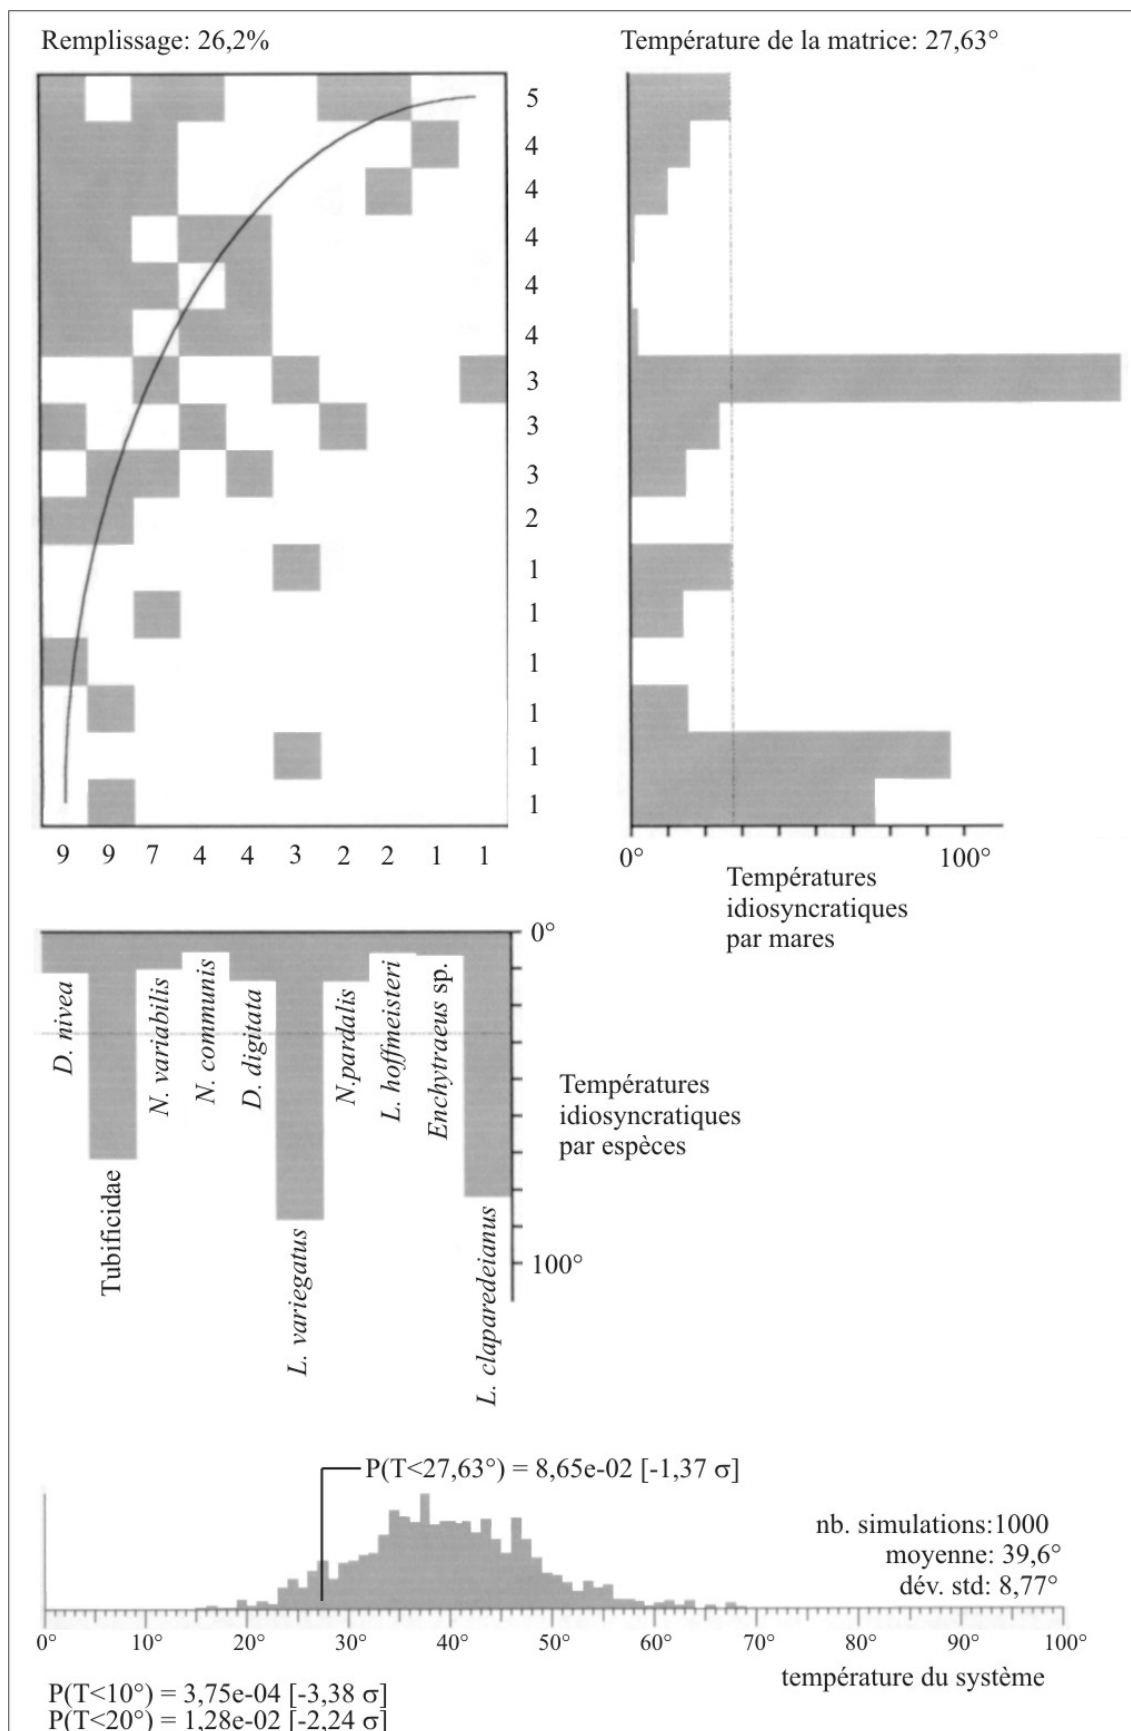 Remplissage: 26,2%
Température de la matrice: 27,63°
5
4
4
4
4
4
3
3
3
2
1
1
1
1
1
1
9 9 7 4 4 3 2 2 1 1
0° 100°
Températures
idiosyncratiques
par mares
0°
100°
D. nivea
Tubificidae
N. variabilis
N. communis
D. digitata
L. variegatus
N.pardalis
L. hoffmeisteri
Enchytraeus sp.
L. claparedeianus
Températures
idiosyncratiques
par espèces
P(T<27,63°) = 8,65e-02 [-1,37 σ]
nb. simulations:1000
moyenne: 39,6°
dév. std: 8,77°
0° 10° 20° 30° 40° 50° 60° 70° 80° 90° 100°
température du système
P(T<10°) = 3,75e-04 [-3,38 σ]
P(T<20°) = 1,28e-02 [-2,24 σ]